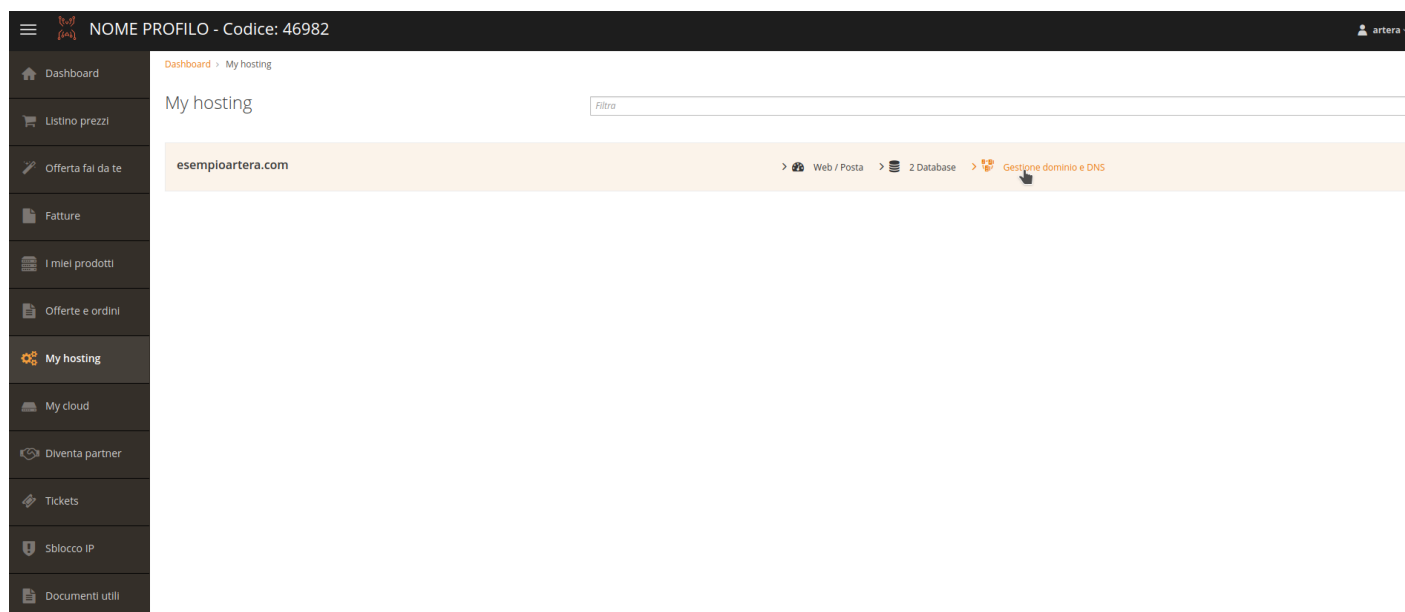 NOME PROFILO - Codice: 46982
artera
Dashboard
Listino prezzi
Offerta fai da te
Fatture
I miei prodotti
Offerte e ordini
My hosting
My cloud
Diventa partner
Tickets
Sblocco IP
Documenti utili
Dashboard > My hosting
My hosting
Filtra
esempioartera.com
> Web / Posta > 2 Database > Gestione dominio e DNS